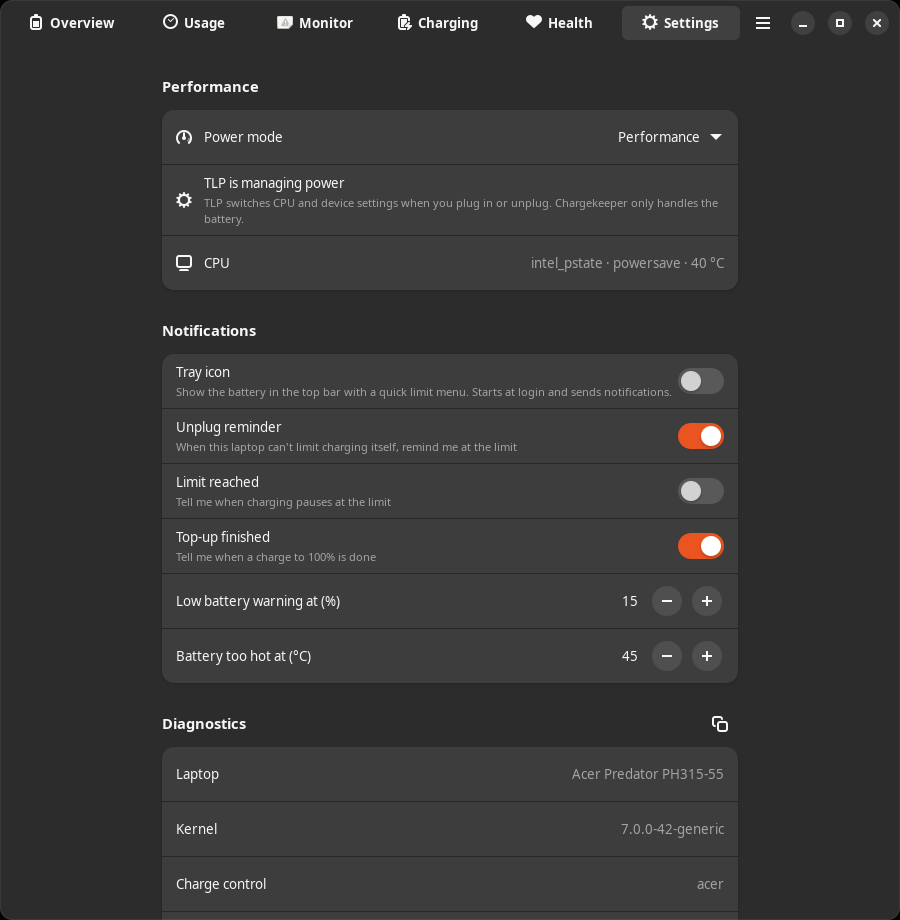 Overview
Usage
Monitor
Charging
Health
Settings
Performance
Power mode
Performance
TLP is managing power
TLP switches CPU and device settings when you plug in or unplug. Chargekeeper only handles the
battery.
CPU
intel_pstate · powersave · 40 °C
Notifications
Tray icon
Show the battery in the top bar with a quick limit menu. Starts at login and sends notifications.
Unplug reminder
When this laptop can't limit charging itself, remind me at the limit
Limit reached
Tell me when charging pauses at the limit
Top-up finished
Tell me when a charge to 100% is done
Low battery warning at (%)
15
Battery too hot at (°C)
45
Diagnostics
Laptop
Acer Predator PH315-55
Kernel
7.0.0-42-generic
Charge control
acer